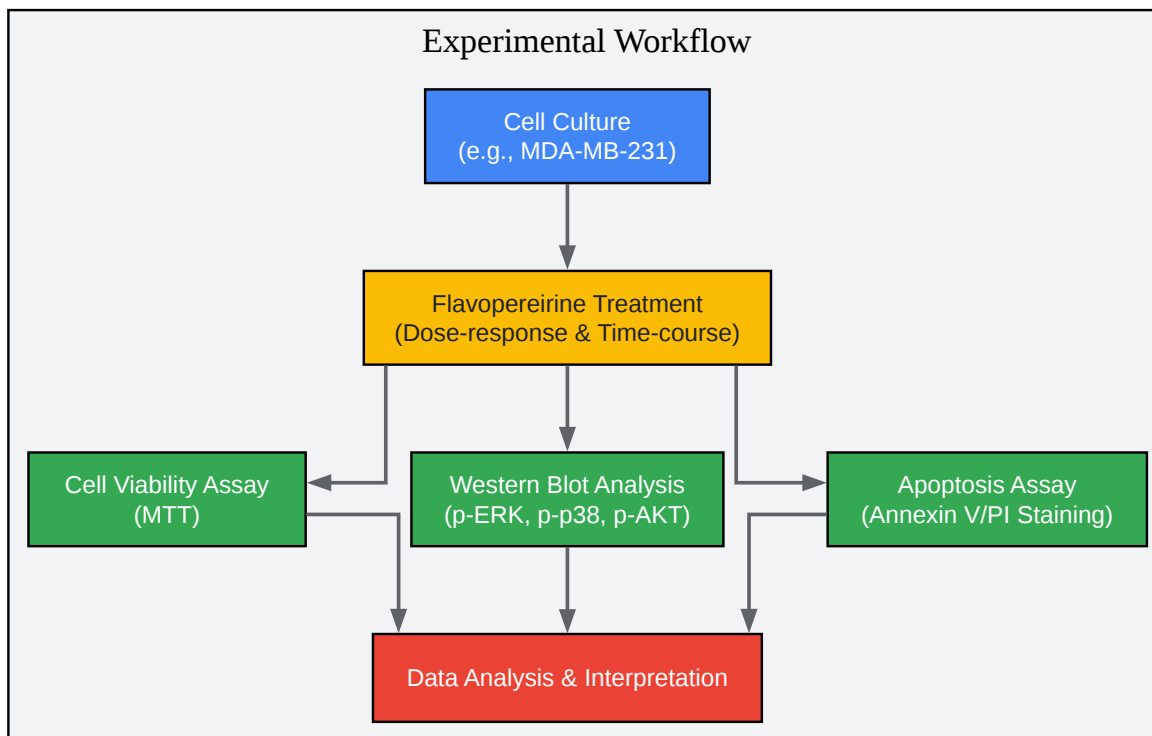 Experimental Workflow
Cell Culture
(e.g., MDA-MB-231)
Flavopereirine Treatment
(Dose-response & Time-course)
Cell Viability Assay
(MTT)
Western Blot Analysis
(p-ERK, p-p38, p-AKT)
Apoptosis Assay
(Annexin V/PI Staining)
Data Analysis & Interpretation